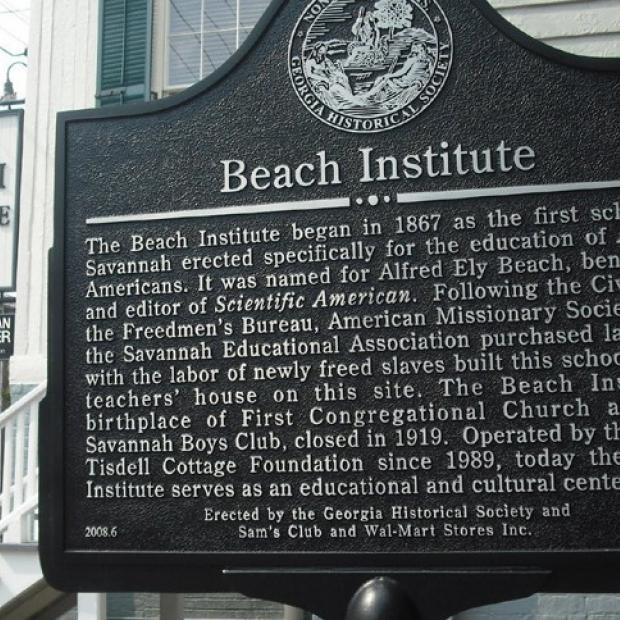 NON
GEORGIA HISTORICAL SOCIETY
Beach Institute
The Beach Institute began in 1867 as the first sch
Savannah erected specifically for the education of A
Americans. It was named for Alfred Ely Beach, ben
and editor of Scientific American. Following the Civ
the Freedmen's Bureau, American Missionary Socie
the Savannah Educational Association purchased la
with the labor of newly freed slaves built this schoo
teachers' house on this site. The Beach Ins
birthplace of First Congregational Church a
Savannah Boys Club, closed in 1919. Operated by th
Tisdell Cottage Foundation since 1989, today the
Institute serves as an educational and cultural cente
Erected by the Georgia Historical Society and
Sam's Club and Wal-Mart Stores Inc.
2008.6
I
E
AN
ER